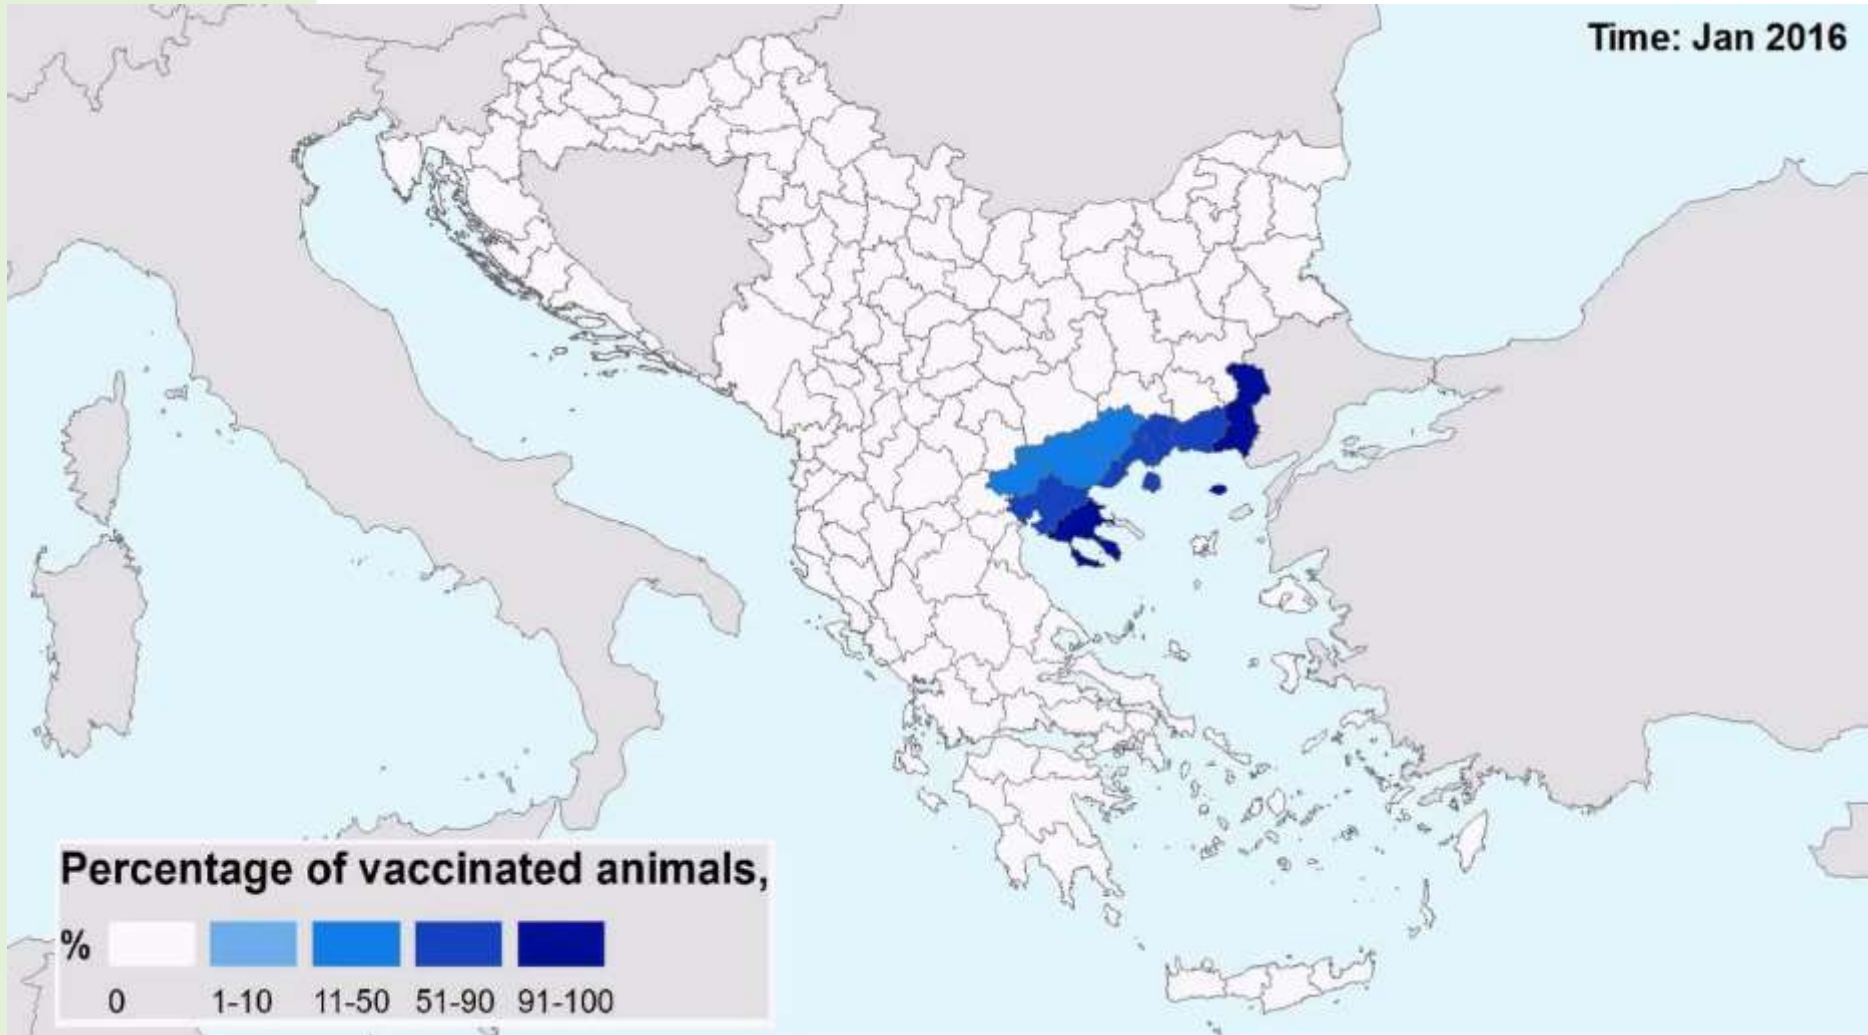 Time: Jan 2016
Percentage of vaccinated animals,
%
0 1-10 11-50 51-90 91-100